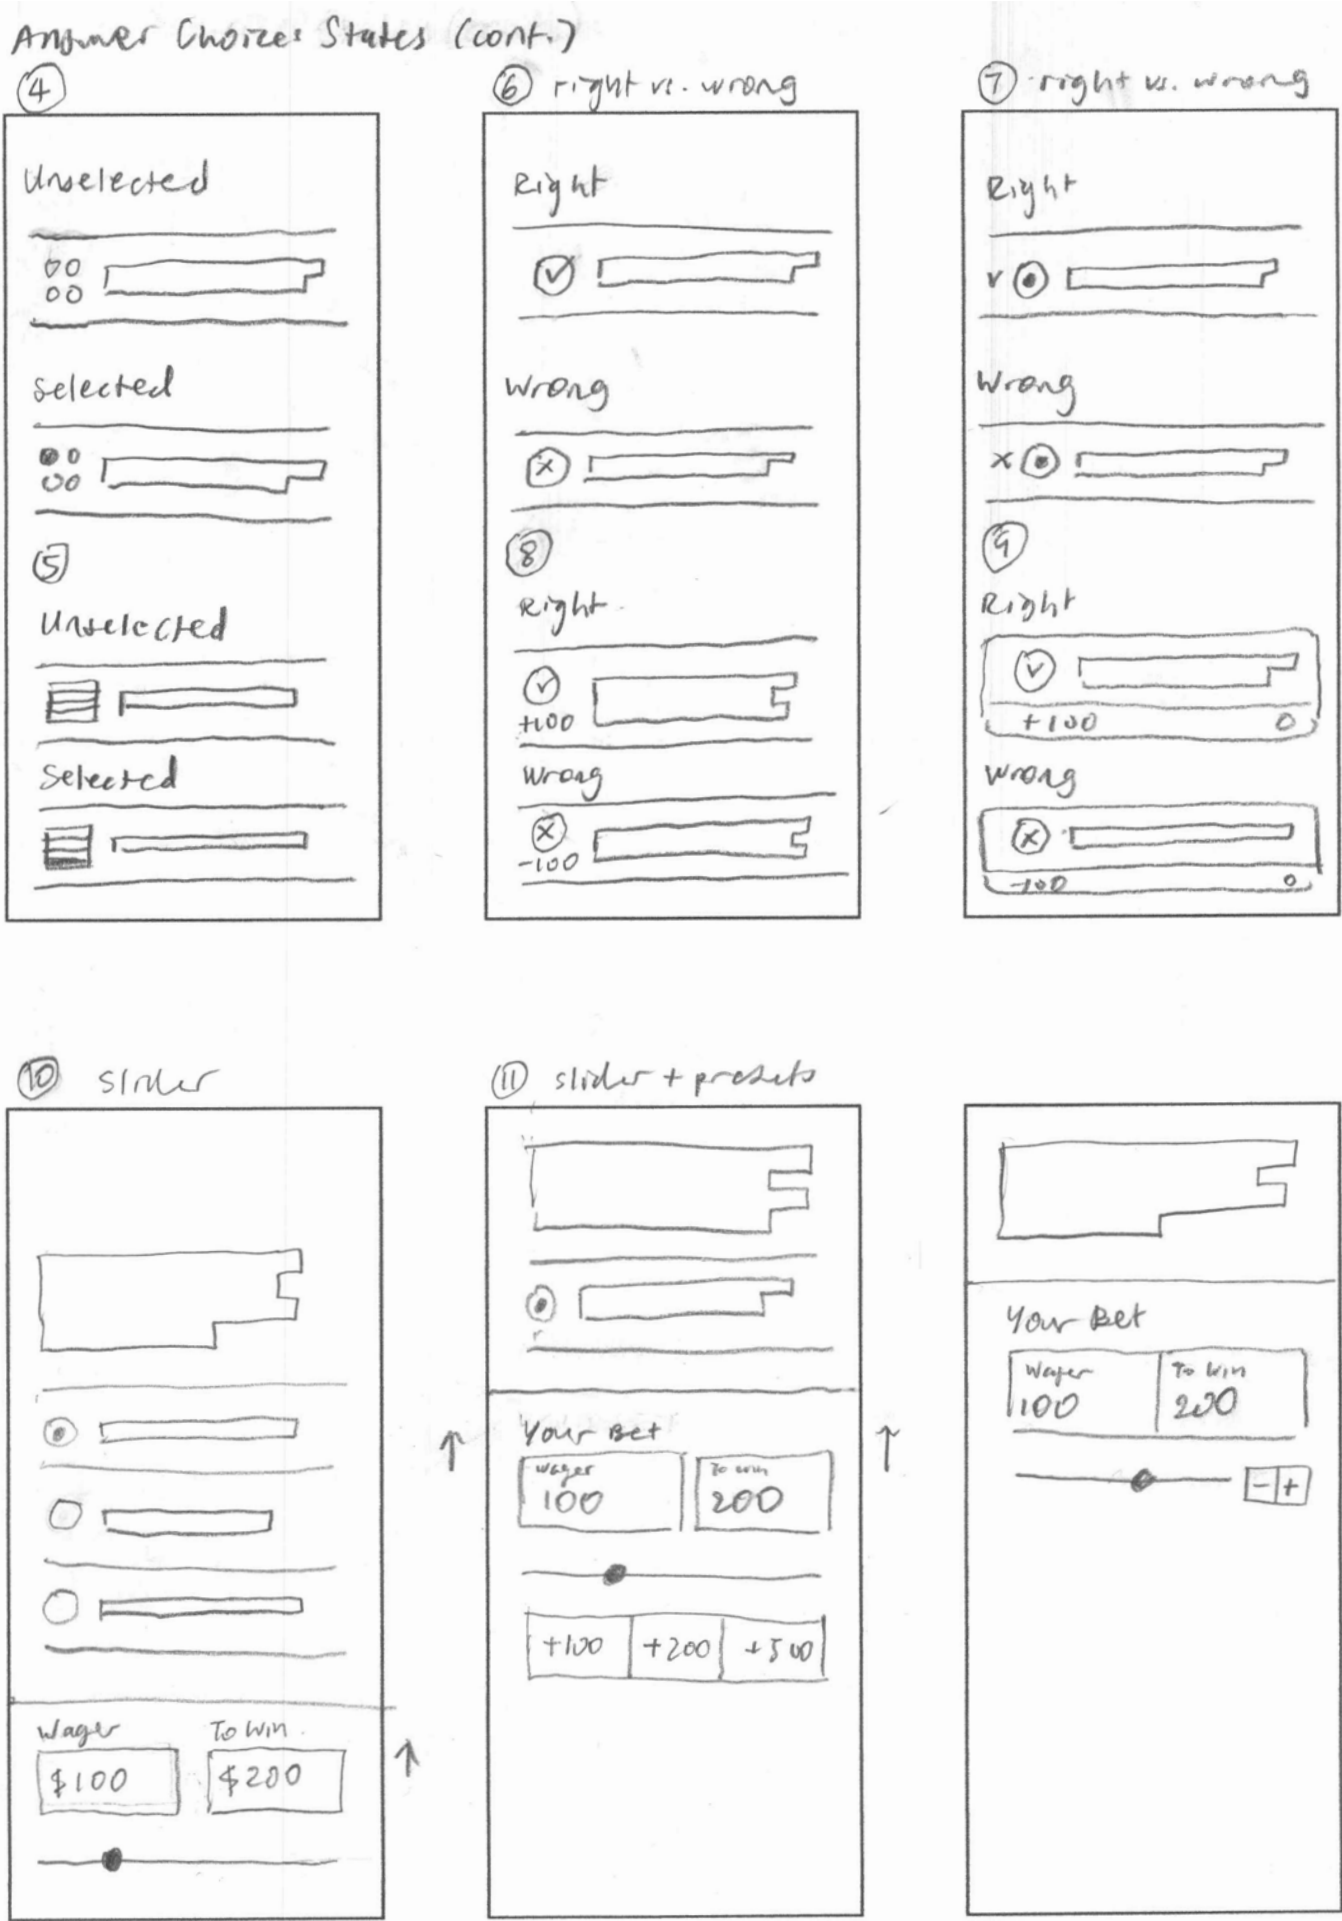 Answer Choices States (cont.)
④
Unselected
Selected
⑤
Unselected
Selected
⑥ right vs. wrong
Right
Wrong
⑧
Right
+100
Wrong
-100
⑦ right vs. wrong
Right
Wrong
⑨
Right
+100 0
Wrong
-100 0
⑩ slider
Wager To Win
$100 $200
⑪ slider + presets
Your Bet
Wager To Win
100 200
+100 +200 +500
Your Bet
Wager To Win
100 200
- +